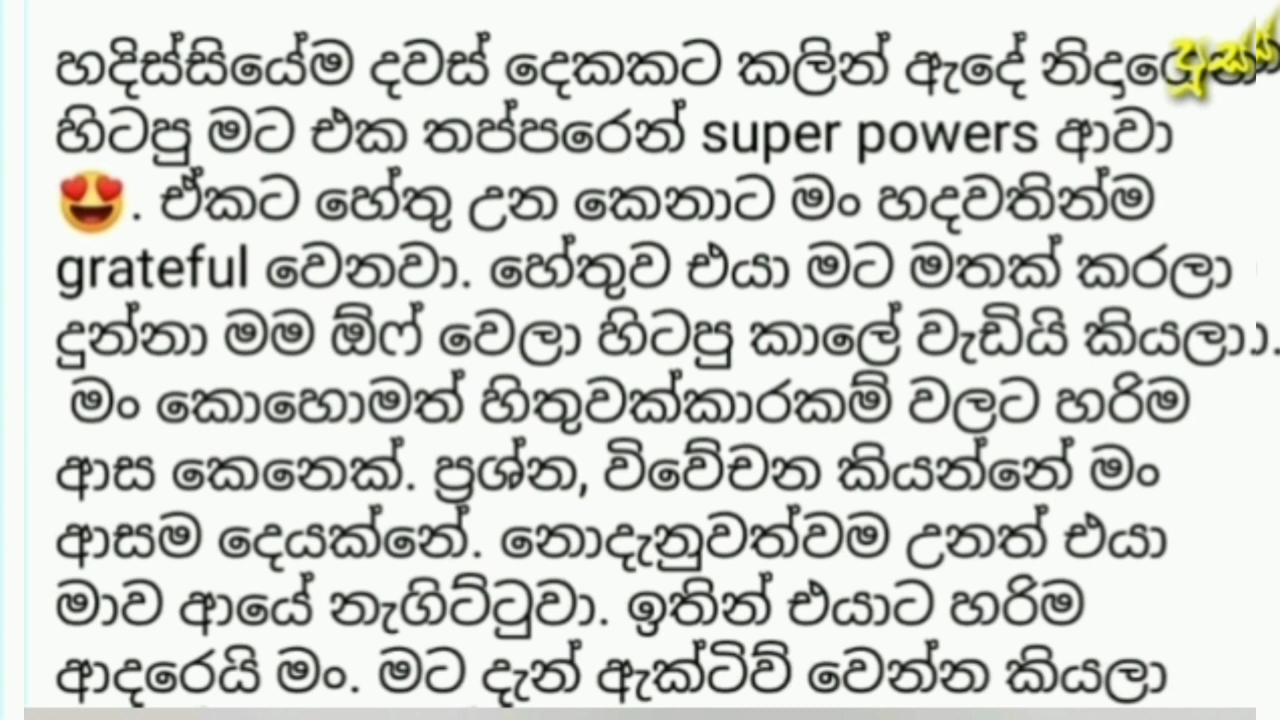 හදිස්සියේම දවස් දෙකකට කලින් ඇදේ
හිටපු මට එක තප්පරෙන් super powers ආවා
😍. ඒකට හේතු උන කෙනාට මං හදවතින්ම
grateful වෙනවා. හේතුව එයා මට මතක් කරලා
දුන්නා මම ඕෆ් වෙලා හිටපු කාලේ වැඩියි කියලා.
මං කොහොමත් හිතුවක්කාරකම් වලට හරිම
ආස කෙනෙක්. ප්‍රශ්න, විවේචන කියන්නේ මං
ආසම දෙයක්නේ. නොදැනුවත්වම උනත් එයා
මාව ආයේ නැගිට්ටුවා. ඉතින් එයාට හරිම
ආදරෙයි මං. මට දැන් ඇක්ටිව් වෙන්න කියලා